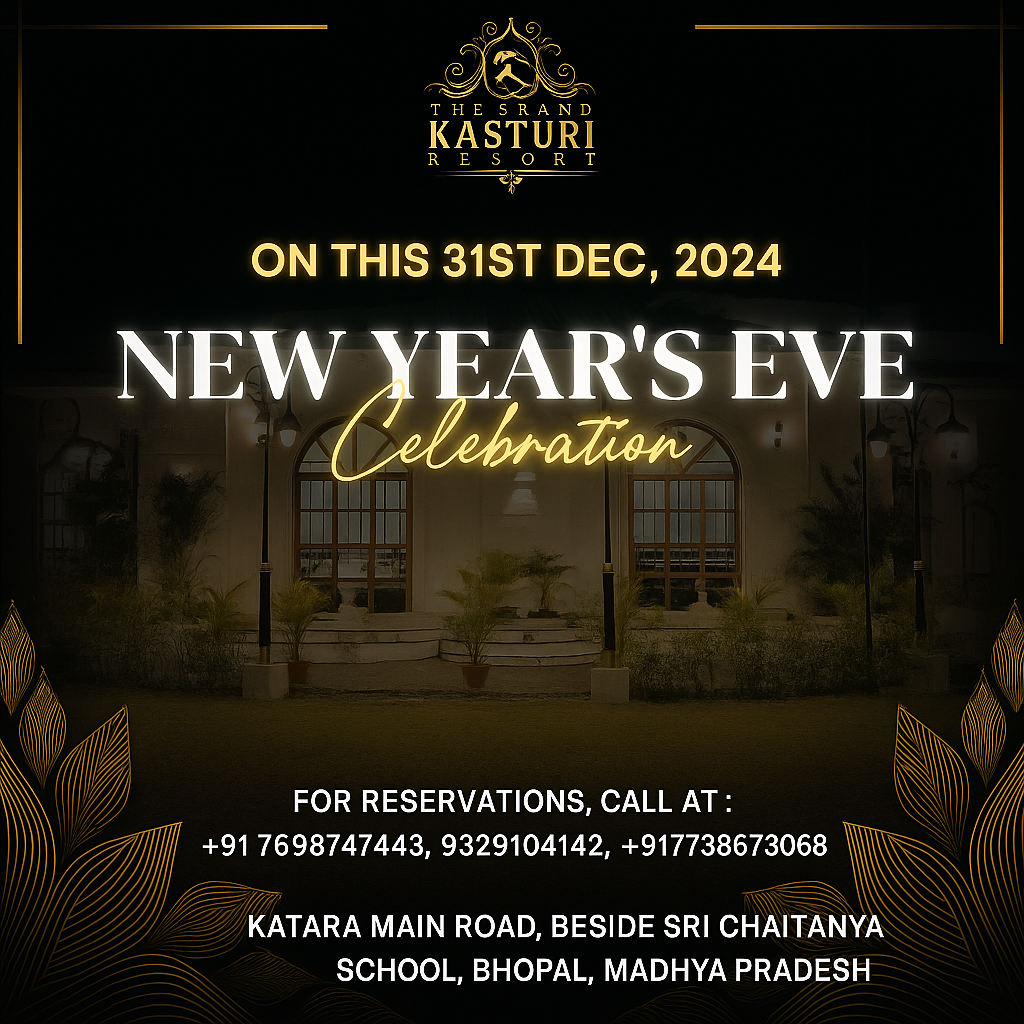 THE SRAND
KASTURI
RESORT
ON THIS 31ST DEC, 2024
NEW YEAR'S EVE
Celebration
FOR RESERVATIONS, CALL AT :
+91 7698747443, 9329104142, +917738673068
KATARA MAIN ROAD, BESIDE SRI CHAITANYA
SCHOOL, BHOPAL, MADHYA PRADESH